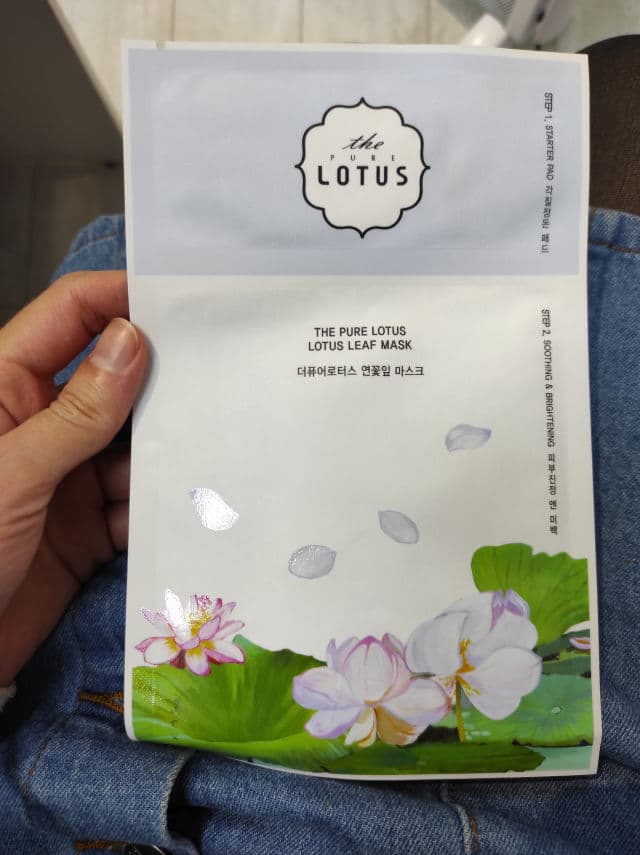 the
PURE
LOTUS
STEP 1. STARTER PAD 각질정돈 패드
THE PURE LOTUS
LOTUS LEAF MASK
더퓨어로터스 연꽃잎 마스크
STEP 2. SOOTHING & BRIGHTENING 피부진정 앤 미백